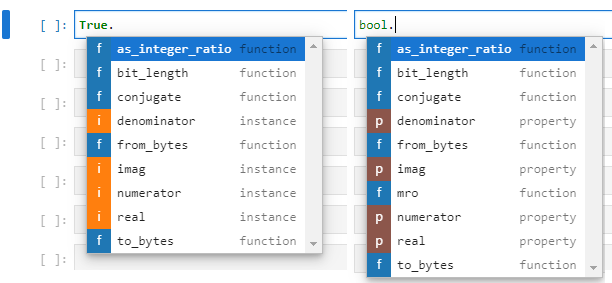 [ ]: True.
f as_integer_ratio function
f bit_length function
f conjugate function
i denominator instance
f from_bytes function
i imag instance
i numerator instance
i real instance
f to_bytes function
[ ]:
[ ]:
[ ]:
[ ]:
[ ]:
[ ]:
bool.
f as_integer_ratio function
f bit_length function
f conjugate function
p denominator property
f from_bytes function
p imag property
f mro function
p numerator property
p real property
f to_bytes function